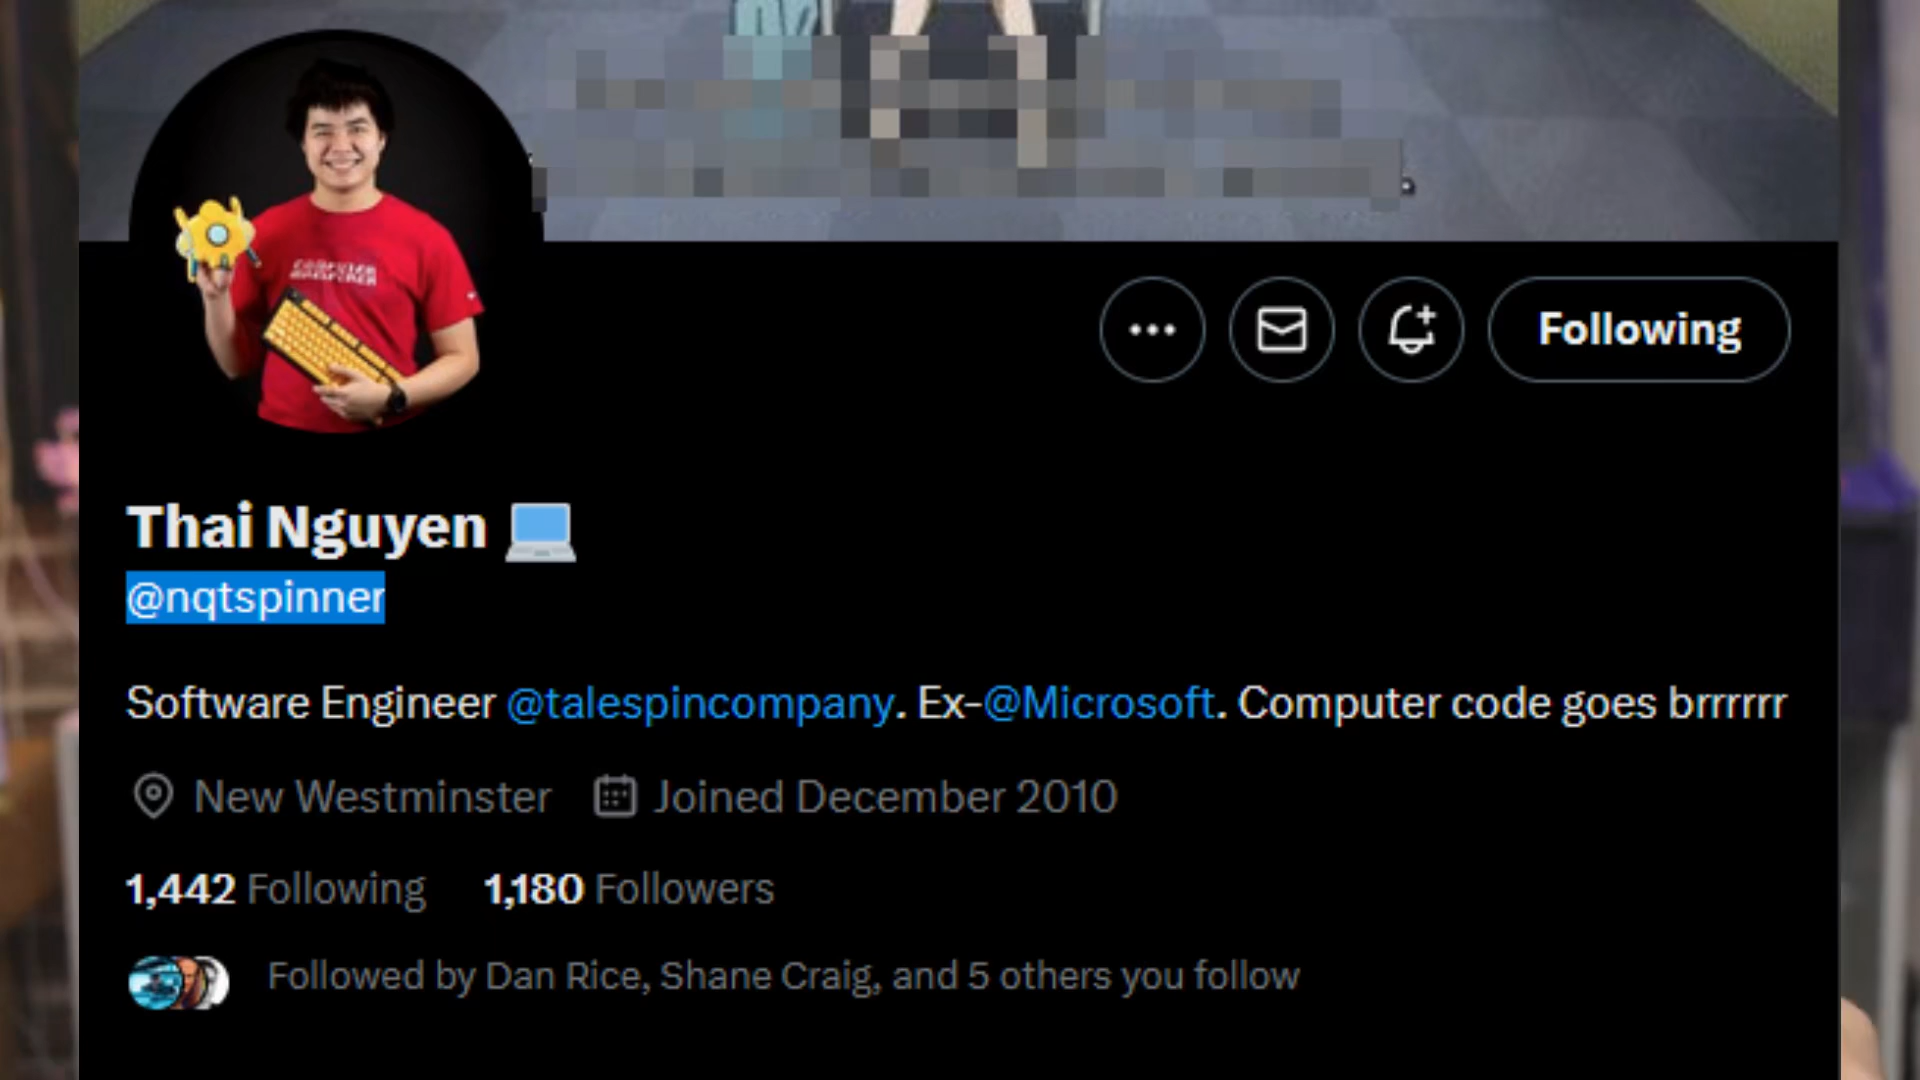 Following
Thai Nguyen
@nqtspinner
Software Engineer @talespincompany. Ex-@Microsoft. Computer code goes brrrrrr
New Westminster Joined December 2010
1,442 Following 1,180 Followers
Followed by Dan Rice, Shane Craig, and 5 others you follow